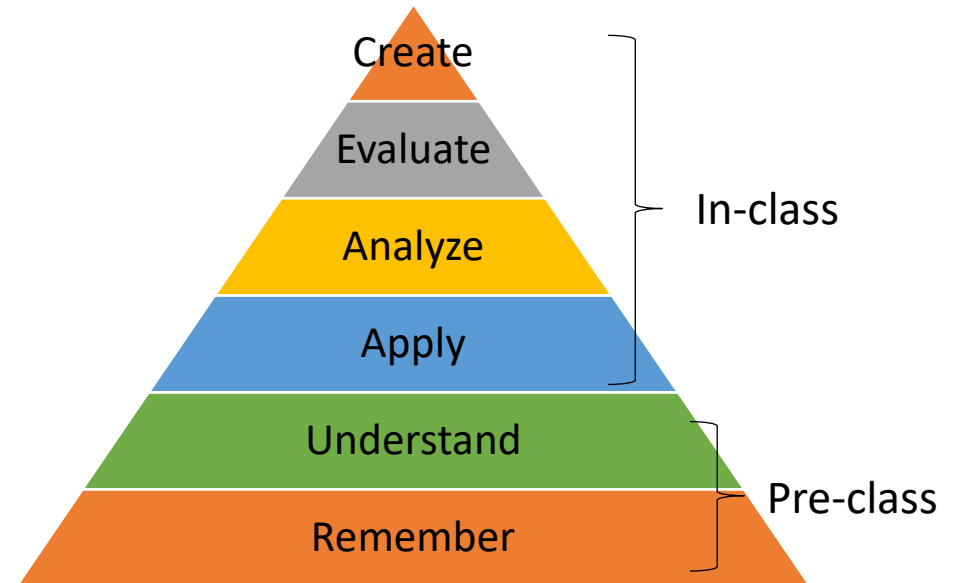 Create
Evaluate
In-class
Analyze
Apply
Understand
Pre-class
Remember